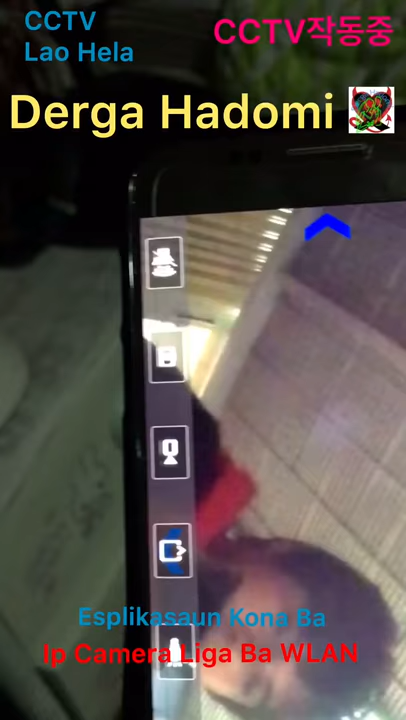 CCTV
Lao Hela
CCTV작동중
Derga Hadomi
Esplikasaun Kona Ba
Ip Camera Liga Ba WLAN